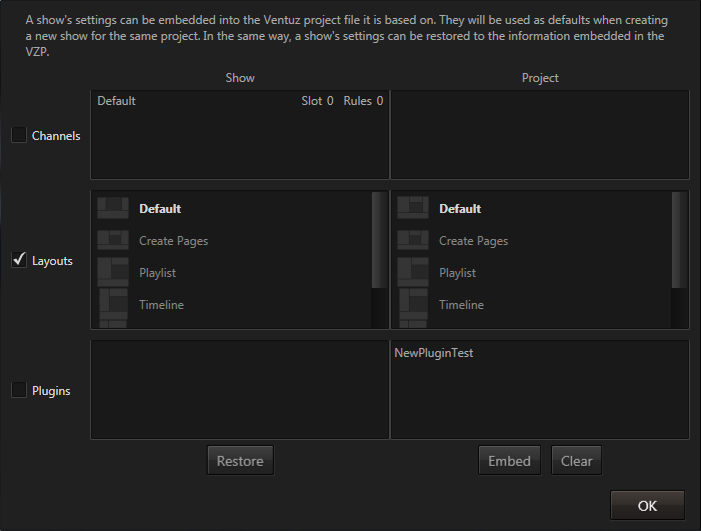 A show's settings can be embedded into the Ventuz project file it is based on. They will be used as defaults when creating
a new show for the same project. In the same way, a show's settings can be restored to the information embedded in the
VZP.
Show Project
Channels
Default Slot 0 Rules 0
Layouts
Default
Create Pages
Playlist
Timeline
Default
Create Pages
Playlist
Timeline
Plugins
NewPluginTest
Restore Embed Clear
OK